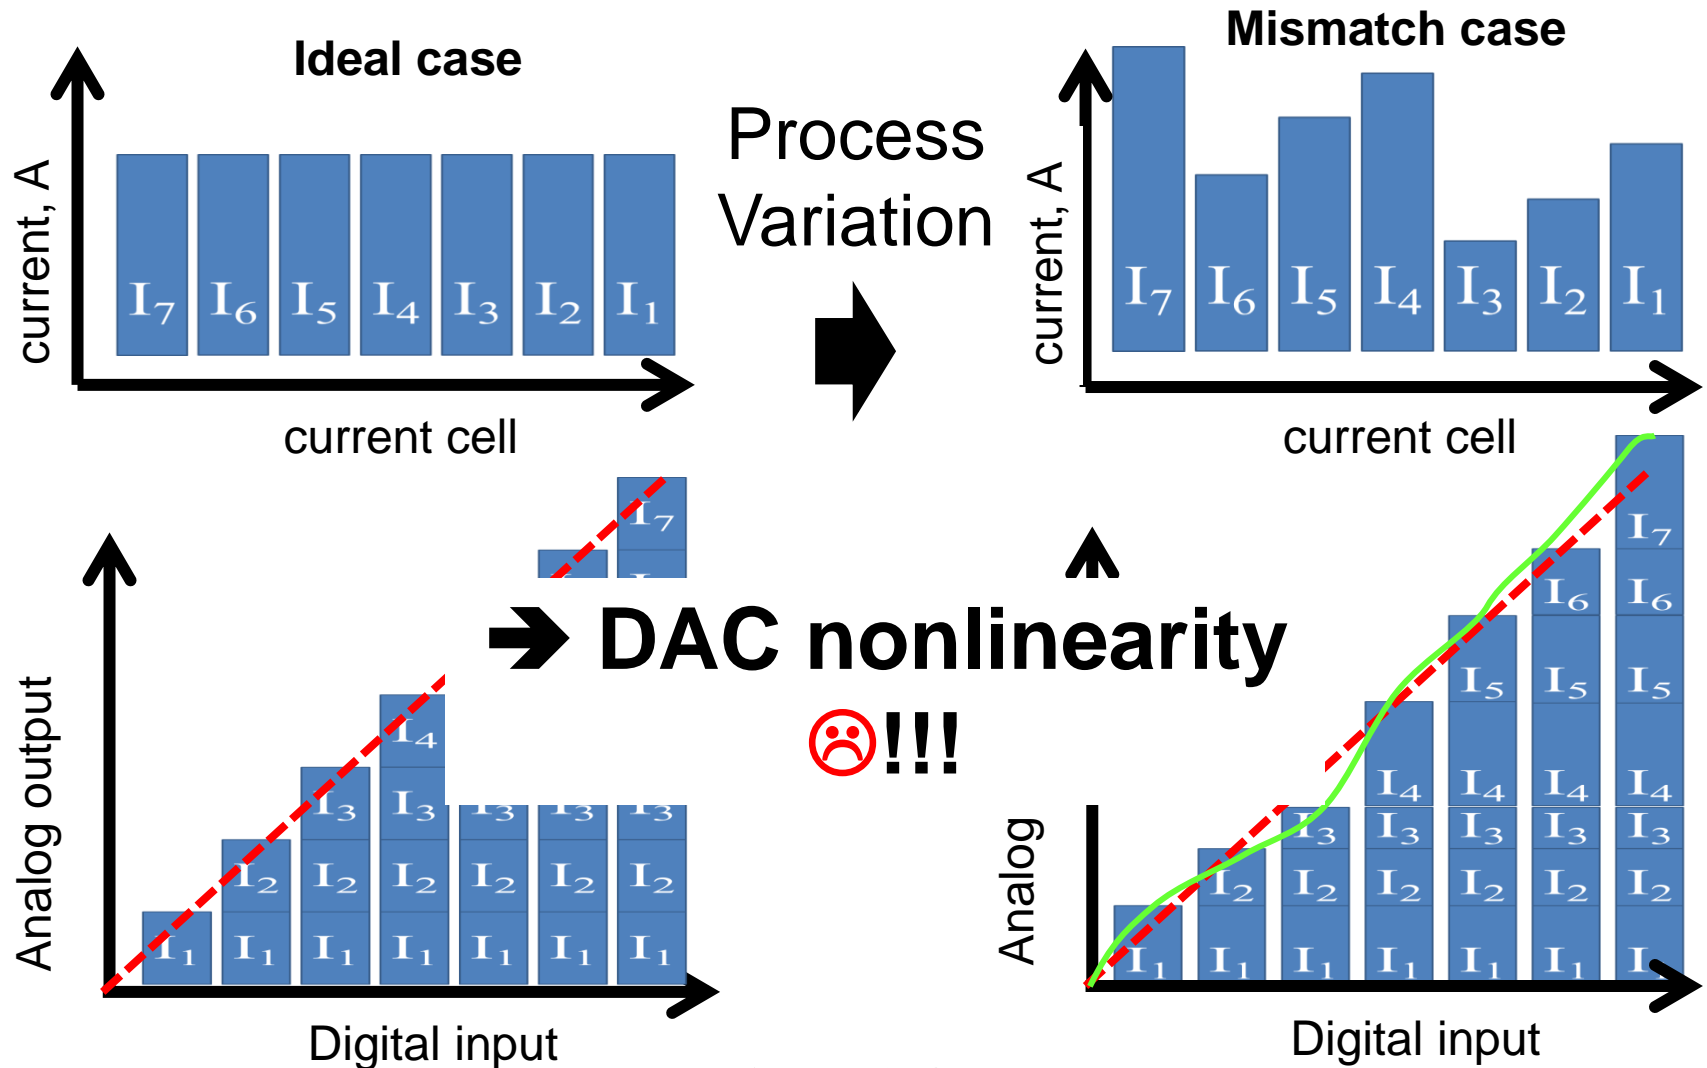 Ideal case
current, A
I7 I6 I5 I4 I3 I2 I1
current cell
Process
Variation
Mismatch case
current, A
I7 I6 I5 I4 I3 I2 I1
current cell
Analog output
I7
I4
I3 I3 I3 I3 I3
I2 I2 I2 I2 I2 I2
I1 I1 I1 I1 I1 I1 I1
Digital input
➔ DAC nonlinearity
☹!!!
Analog
I7
I6 I6
I5 I5 I5
I4 I4 I4 I4
I3 I3 I3 I3 I3
I2 I2 I2 I2 I2 I2
I1 I1 I1 I1 I1 I1 I1
Digital input